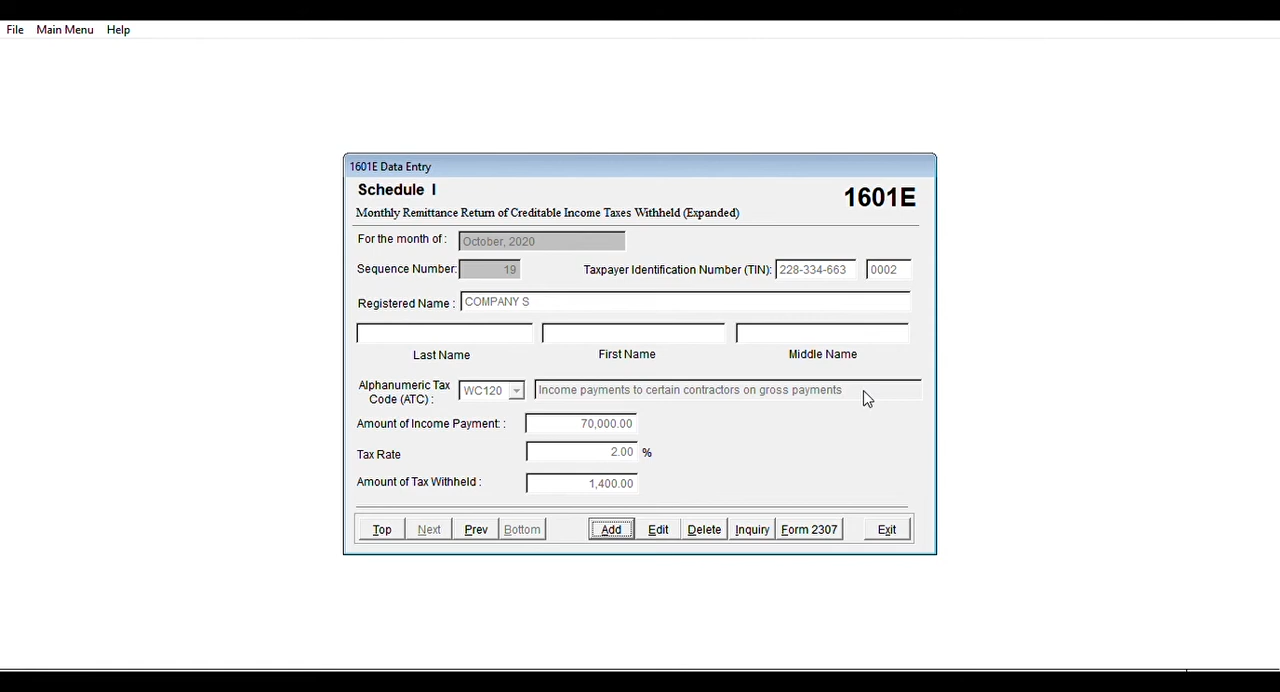 File Main Menu Help
1601E Data Entry
Schedule I
1601E
Monthly Remittance Return of Creditable Income Taxes Withheld (Expanded)
For the month of : October, 2020
Sequence Number: 19 Taxpayer Identification Number (TIN): 228-334-663 0002
Registered Name : COMPANY S
Last Name First Name Middle Name
Alphanumeric Tax
Code (ATC) : WC120 Income payments to certain contractors on gross payments
Amount of Income Payment: : 70,000.00
Tax Rate 2.00 %
Amount of Tax Withheld : 1,400.00
Top Next Prev Bottom Add Edit Delete Inquiry Form 2307 Exit